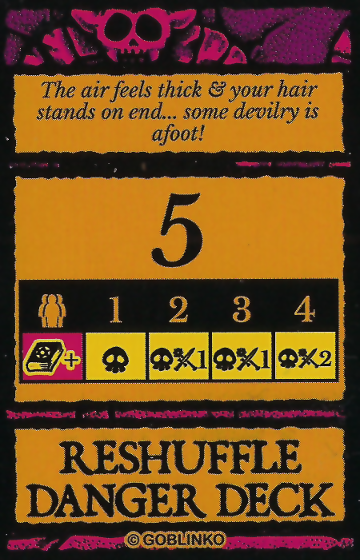 The air feels thick & your hair
stands on end... some devilry is
afoot!
5
1 2 3 4
+ 1 1 2
RESHUFFLE
DANGER DECK
© GOBLINKO